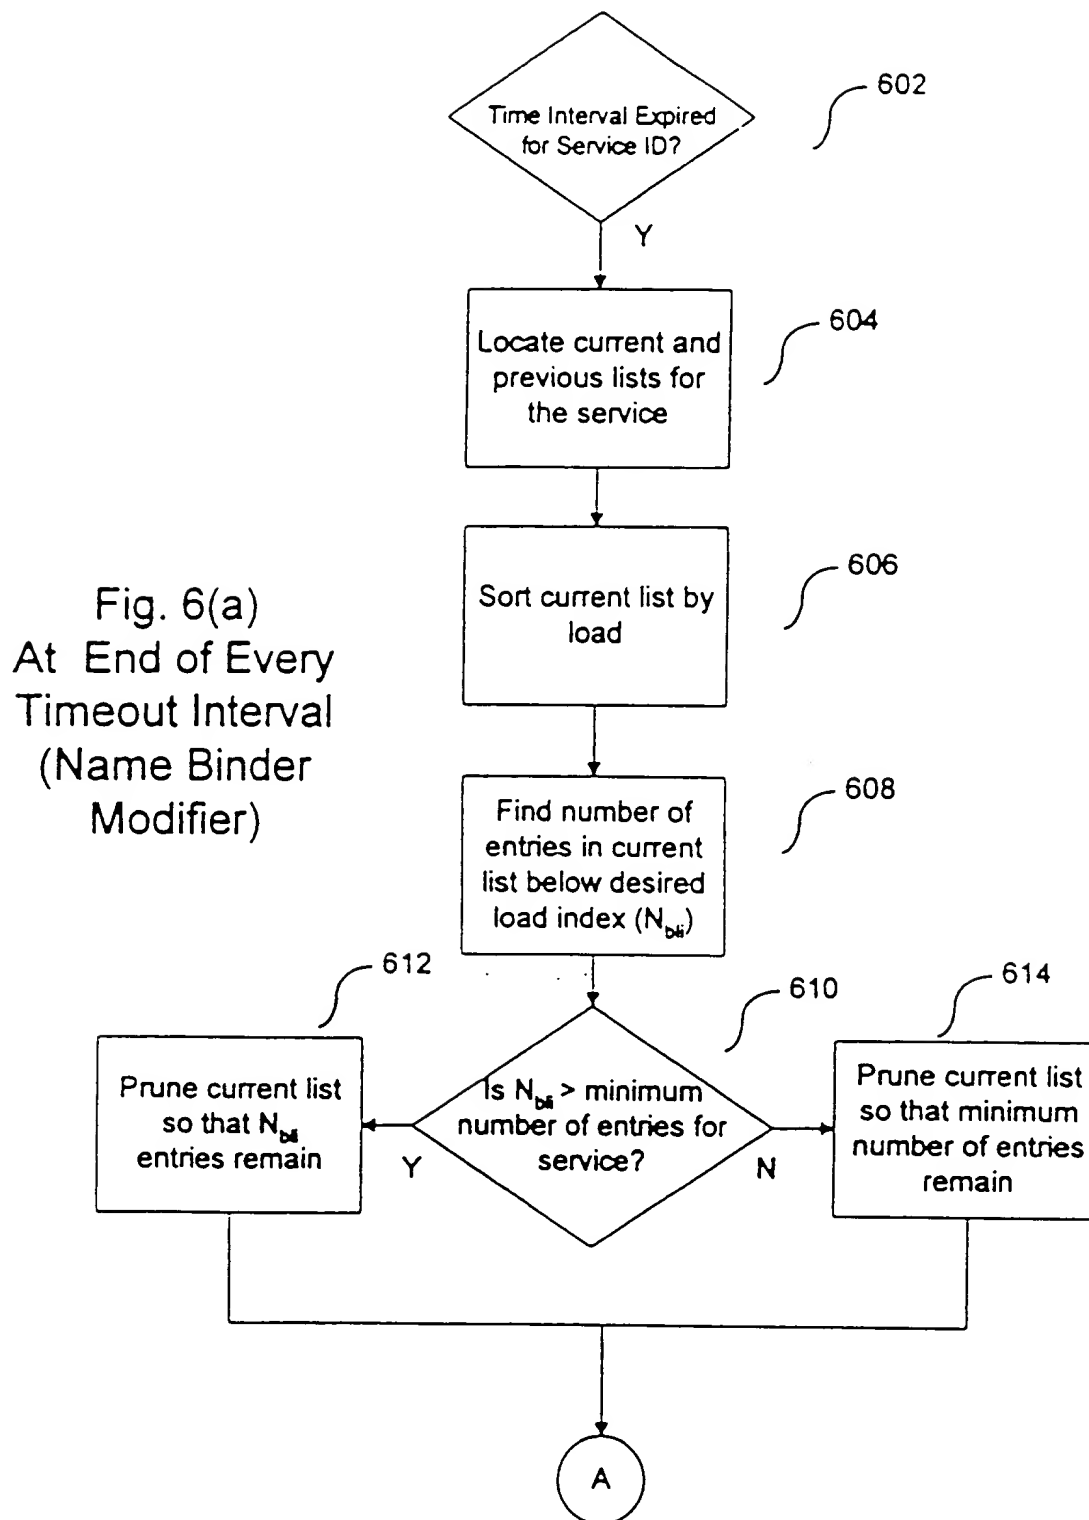 602
Time Interval Expired
for Service ID?
Y
604
Locate current and
previous lists for
the service
606
Sort current list by
load
Fig. 6(a)
At End of Every
Timeout Interval
(Name Binder
Modifier)
608
Find number of
entries in current
list below desired
load index (N_bli)
612
Prune current list
so that N_bli
entries remain
610
Is N_bli > minimum
number of entries for
service?
Y
N
614
Prune current list
so that minimum
number of entries
remain
A